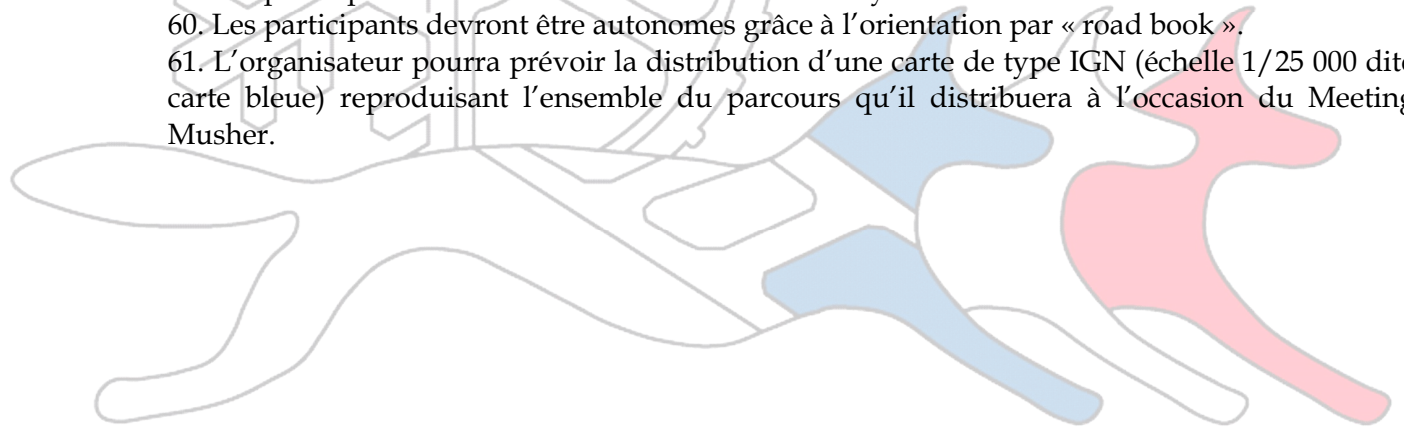 60. Les participants devront être autonomes grâce à l’orientation par « road book ».
61. L’organisateur pourra prévoir la distribution d’une carte de type IGN (échelle 1/25 000 dite
carte bleue) reproduisant l’ensemble du parcours qu’il distribuera à l’occasion du Meeting
Musher.